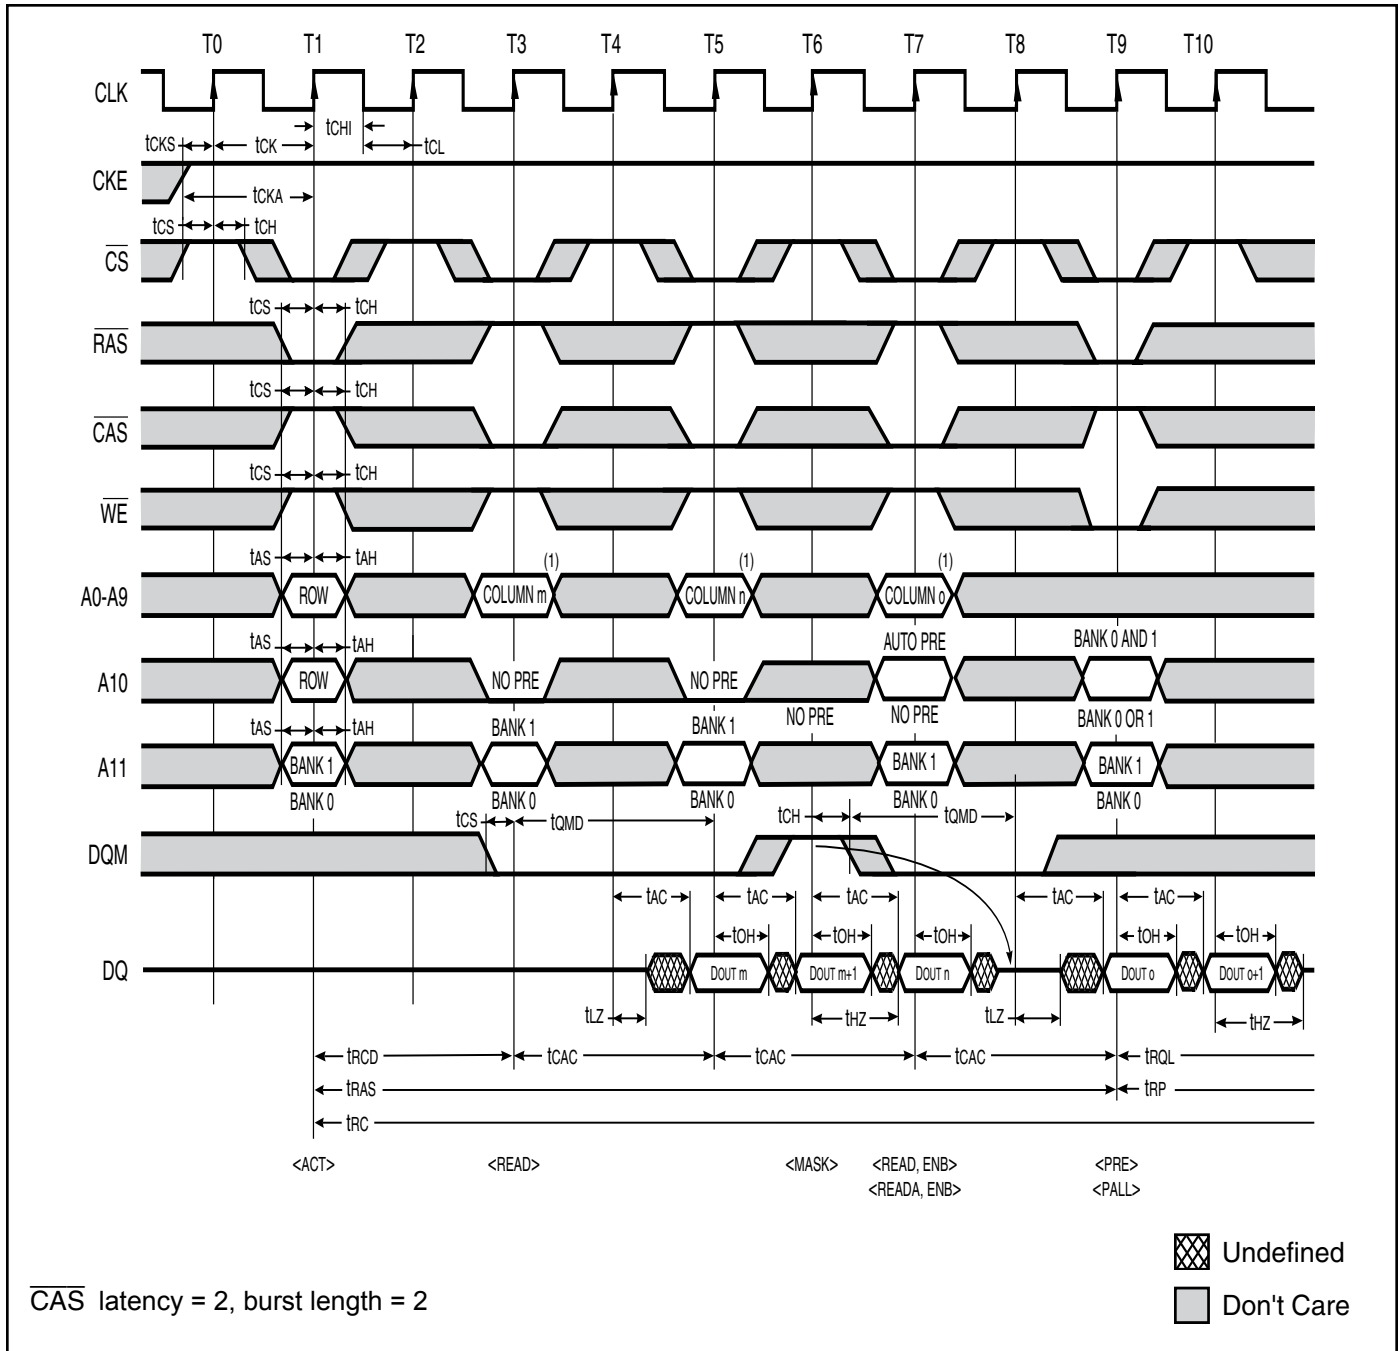 T0 T1 T2 T3 T4 T5 T6 T7 T8 T9 T10
CLK
tCHI
tCKS tCK tCL
CKE
tCKA
tCS tCH
CS
tCS tCH
RAS
tCS tCH
CAS
tCS tCH
WE
tAS tAH (1) (1) (1)
A0-A9 ROW COLUMN m COLUMN n COLUMN o
tAS tAH AUTO PRE BANK 0 AND 1
A10 ROW NO PRE NO PRE
tAS tAH BANK 1 BANK 1 NO PRE NO PRE BANK 0 OR 1
A11 BANK 1 BANK 1 BANK 1
BANK 0 BANK 0 BANK 0 BANK 0 BANK 0
tCS tQMD tCH tQMD
DQM
tAC tAC tAC tAC tAC
tOH tOH tOH tOH tOH
DQ DOUT m DOUT m+1 DOUT n DOUT o DOUT o+1
tLZ tHZ tLZ tHZ
tRCD tCAC tCAC tCAC tRQL
tRAS tRP
tRC
<ACT> <READ> <MASK> <READ, ENB> <PRE>
<READA, ENB> <PALL>
Undefined
CAS latency = 2, burst length = 2
Don't Care